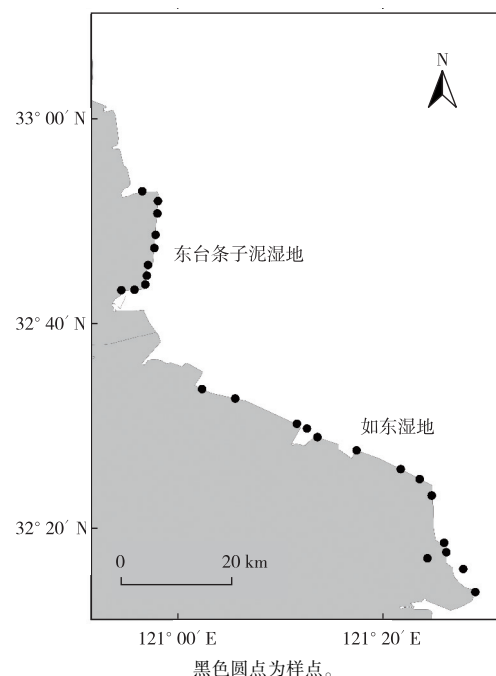 N
33° 00′ N
东台条子泥湿地
32° 40′ N
如东湿地
32° 20′ N
0 20 km
121° 00′ E 121° 20′ E
黑色圆点为样点。